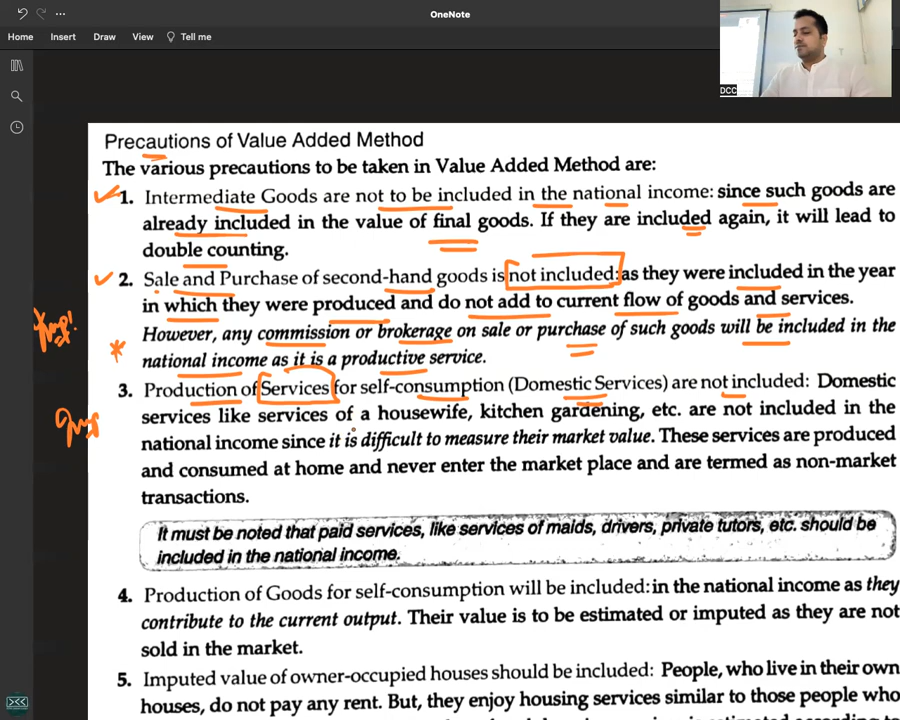 OneNote
Home Insert Draw View Tell me
DCC
Precautions of Value Added Method
The various precautions to be taken in Value Added Method are:
1. Intermediate Goods are not to be included in the national income: since such goods are
already included in the value of final goods. If they are included again, it will lead to
double counting.
2. Sale and Purchase of second-hand goods is not included: as they were included in the year
in which they were produced and do not add to current flow of goods and services.
However, any commission or brokerage on sale or purchase of such goods will be included in the
national income as it is a productive service.
3. Production of Services for self-consumption (Domestic Services) are not included: Domestic
services like services of a housewife, kitchen gardening, etc. are not included in the
national income since it is difficult to measure their market value. These services are produced
and consumed at home and never enter the market place and are termed as non-market
transactions.
It must be noted that paid services, like services of maids, drivers, private tutors, etc. should be
included in the national income.
4. Production of Goods for self-consumption will be included: in the national income as they
contribute to the current output. Their value is to be estimated or imputed as they are not
sold in the market.
5. Imputed value of owner-occupied houses should be included: People, who live in their own
houses, do not pay any rent. But, they enjoy housing services similar to those people who